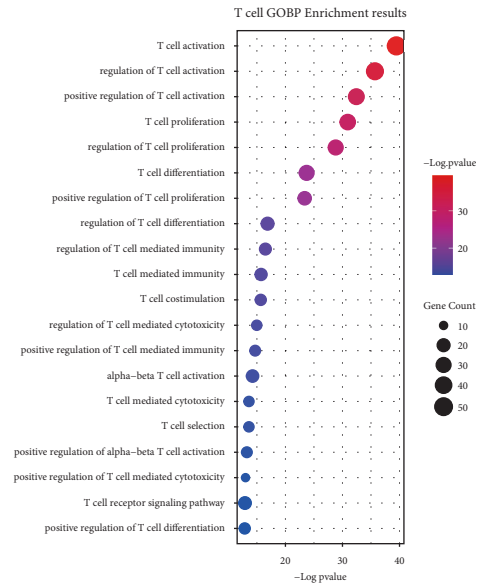 T cell GOBP Enrichment results
T cell activation
regulation of T cell activation
positive regulation of T cell activation
T cell proliferation
regulation of T cell proliferation
T cell differentiation
positive regulation of T cell proliferation
regulation of T cell differentiation
regulation of T cell mediated immunity
T cell mediated immunity
T cell costimulation
regulation of T cell mediated cytotoxicity
positive regulation of T cell mediated immunity
alpha−beta T cell activation
T cell mediated cytotoxicity
T cell selection
positive regulation of alpha−beta T cell activation
positive regulation of T cell mediated cytotoxicity
T cell receptor signaling pathway
positive regulation of T cell differentiation
20 30 40
−Log pvalue
−Log.pvalue
30
20
Gene Count
10
20
30
40
50